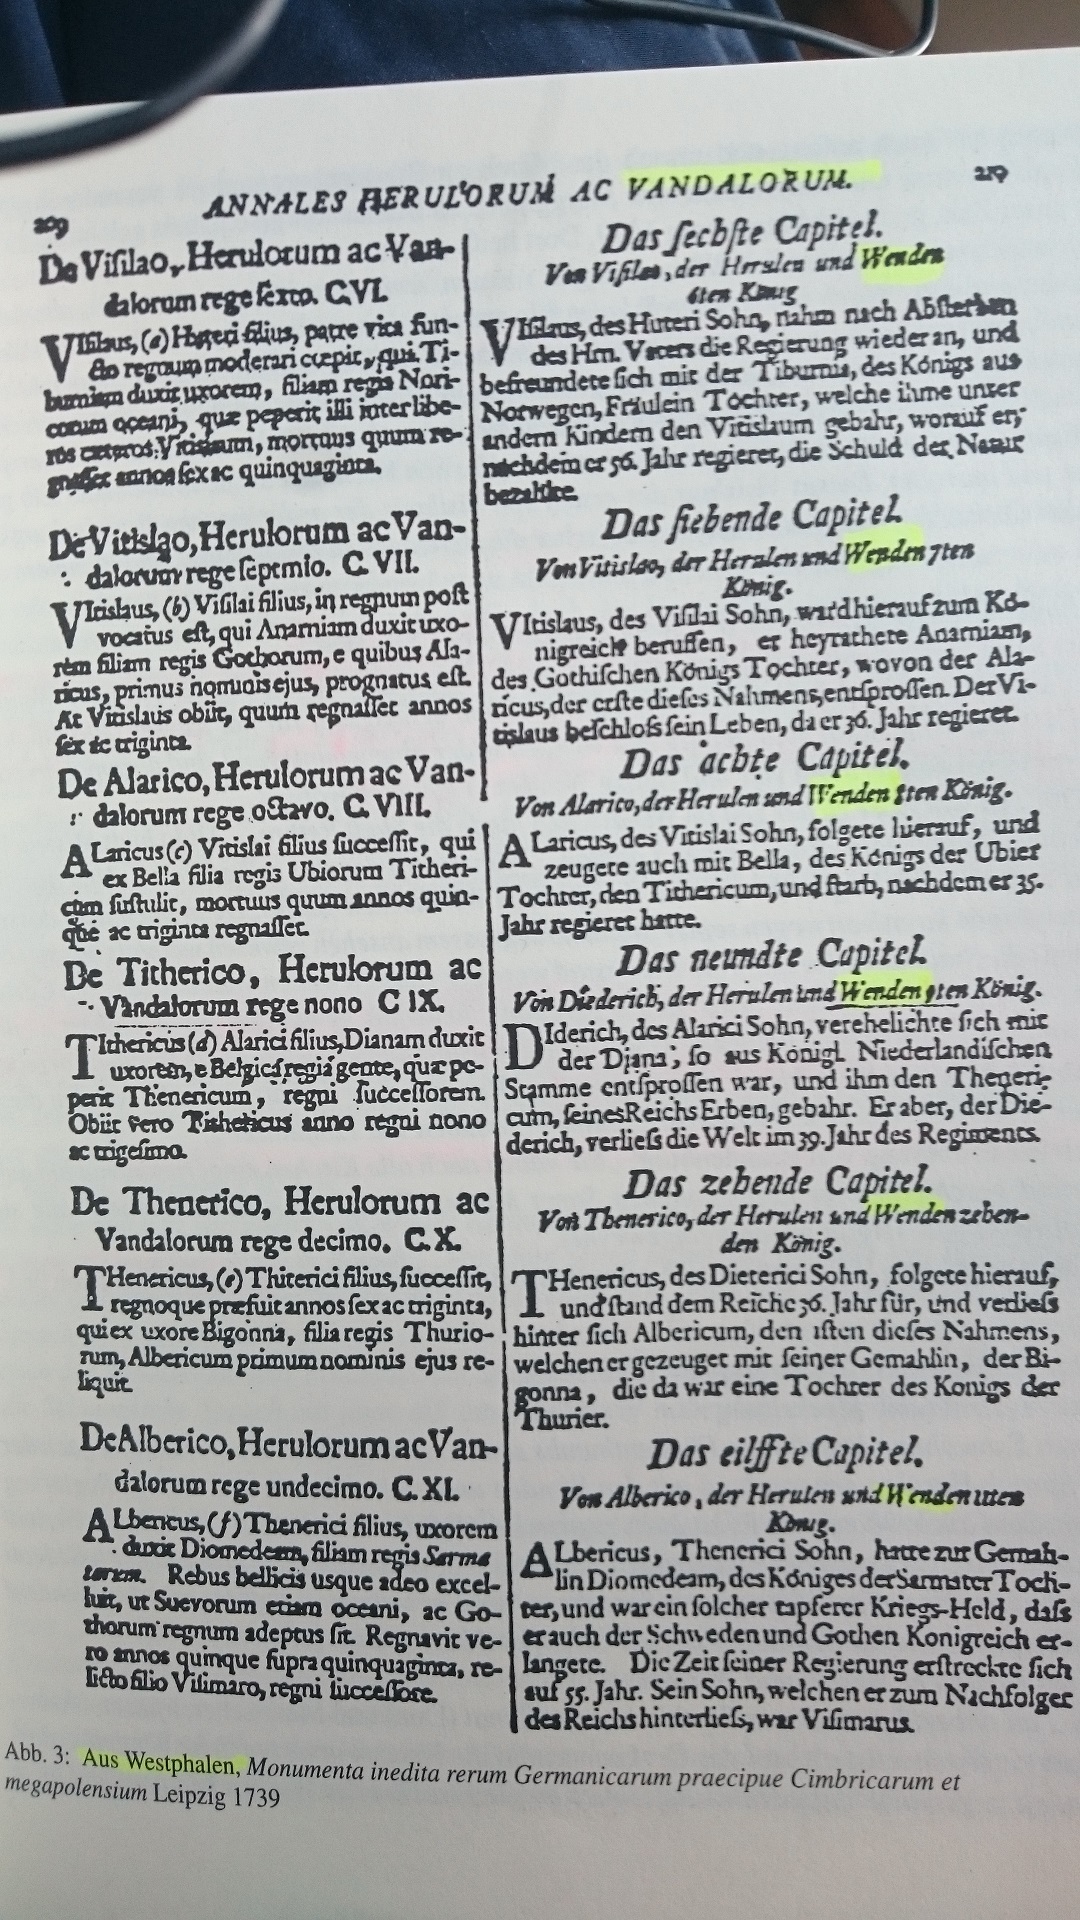 209
ANNALES HERULORUM AC VANDALORUM.
De Viſilao, Herulorum ac Van-
dalorum rege ſexto. C.VI.
VIſilaus, (a) Huteri filius, patre vita fun-
cto regnum moderari cœpit, qui Ti-
burniam duxit uxorem, filiam regis Nori-
corum oceani, quæ peperit illi inter libe-
ros cæteros Vitislaum, mortuus quum re-
gnaſſet annos ſex ac quinquaginta.
De Vitislao, Herulorum ac Van-
dalorum rege ſeptmio. C. VII.
VItislaus, (b) Viſilai filius, in regnum poſt
vocatus eſt, qui Anarniam duxit uxo-
rem filiam regis Gothorum, e quibus Ala-
ricus, primus nominis ejus, prognatus eſt.
At Vitislaus obiit, quum regnaſſet annos
ſex ac triginta.
De Alarico, Herulorum ac Van-
dalorum rege octavo. C. VIII.
ALaricus (c) Vitislai filius ſucceſſit, qui
ex Bella filia regis Ubiorum Titheri-
cum ſuſtulit, mortuus quum annos quin-
que ac triginta regnaſſet.
De Titherico, Herulorum ac
Vandalorum rege nono C IX.
TIthericus (d) Alarici filius, Dianam duxit
uxorem, e Belgica regia gente, quæ pe-
perit Thenericum, regni ſucceſſorem.
Obiit vero Tithericus anno regni nono
ac trigeſimo.
De Thenerico, Herulorum ac
Vandalorum rege decimo. C. X.
THenericus, (e) Thiterici filius, ſucceſſit,
regnoque præfuit annos ſex ac triginta,
qui ex uxore Bigonna, filia regis Thurio-
rum, Albericum primum nominis ejus re-
liquit.
De Alberico, Herulorum ac Van-
dalorum rege undecimo. C. XI.
ALbericus, (f) Thenerici filius, uxorem
duxit Diomedeam, filiam regis Sarma
tarum. Rebus bellicis usque adeo excel-
luit, ut Suevorum etiam oceani, ac Go-
thorum regnum adeptus ſit. Regnavit ve-
ro annos quinque ſupra quinquaginta, re-
licto filio Viſimaro, regni ſucceſſore.
219
Das ſechſte Capitel.
Von Viſilao, der Herulen und Wenden
6ten König
VIſilaus, des Huteri Sohn, nahm nach Abſterben
des Hrn. Vaters die Regierung wieder an, und
befreundete ſich mit der Tiburnia, des Königs aus
Norwegen, Fräulein Tochter, welche ihme unter
andern Kindern den Vitislaum gebahr, worauf er,
nachdem er 56. Jahr regieret, die Schuld der Natur
bezahlte.
Das ſiebende Capitel.
Von Vitislao, der Herulen und Wenden 7ten
König.
VItislaus, des Viſilai Sohn, ward hierauf zum Kö-
nigreich beruffen, er heyrathete Anarniam,
des Gothiſchen Königs Tochter, wovon der Ala-
ricus, der erſte dieſes Nahmens, entſproſſen. Der Vi-
tislaus beſchloſs ſein Leben, da er 36. Jahr regieret.
Das achte Capitel.
Von Alarico, der Herulen und Wenden 8ten König.
ALaricus, des Vitislai Sohn, folgete hierauf, und
zeugete auch mit Bella, des Königs der Ubier
Tochter, den Tithericum, und ſtarb, nachdem er 35.
Jahr regieret hatte.
Das neundte Capitel.
Von Diederich, der Herulen und Wenden 9ten König.
DIderich, des Alarici Sohn, verehelichte ſich mit
der Diana, ſo aus Königl. Niederlandiſchen
Stamme entſproſſen war, und ihm den Theneri-
cum, ſeines Reichs Erben, gebahr. Er aber, der Die-
derich, verlieſs die Welt im 39. Jahr des Regiments.
Das zehende Capitel.
Von Thenerico, der Herulen und Wenden zehen-
den König.
THenericus, des Dieterici Sohn, folgete hierauf,
und ſtand dem Reiche 36. Jahr für, und verlieſs
hinter ſich Albericum, den 1ſten dieſes Nahmens,
welchen er gezeuget mit ſeiner Gemahlin, der Bi-
gonna, die da war eine Tochter des Konigs der
Thurier.
Das eilffte Capitel.
Von Alberico, der Herulen und Wenden 11ten
König.
ALbericus, Thenerici Sohn, hatte zur Gemah-
lin Diomedeam, des Königes der Sarmater Toch-
ter, und war ein ſolcher tapferer Kriegs-Held, daſs
er auch der Schweden und Gothen Konigreich er-
langete. Die Zeit ſeiner Regierung erſtreckte ſich
auf 55. Jahr. Sein Sohn, welchen er zum Nachfolger
des Reichs hinterlieſs, war Viſimarus.
Abb. 3: Aus Westphalen, Monumenta inedita rerum Germanicarum praecipue Cimbricarum et
megapolensium Leipzig 1739